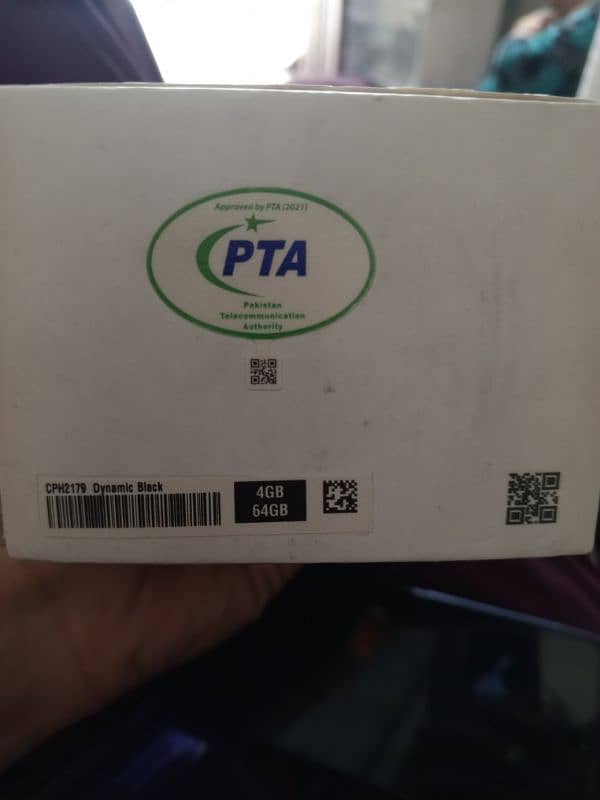 Approved by PTA (2021)
PTA
Pakistan
Telecommunication
Authority
CPH2179 Dynamic Black
4GB
64GB